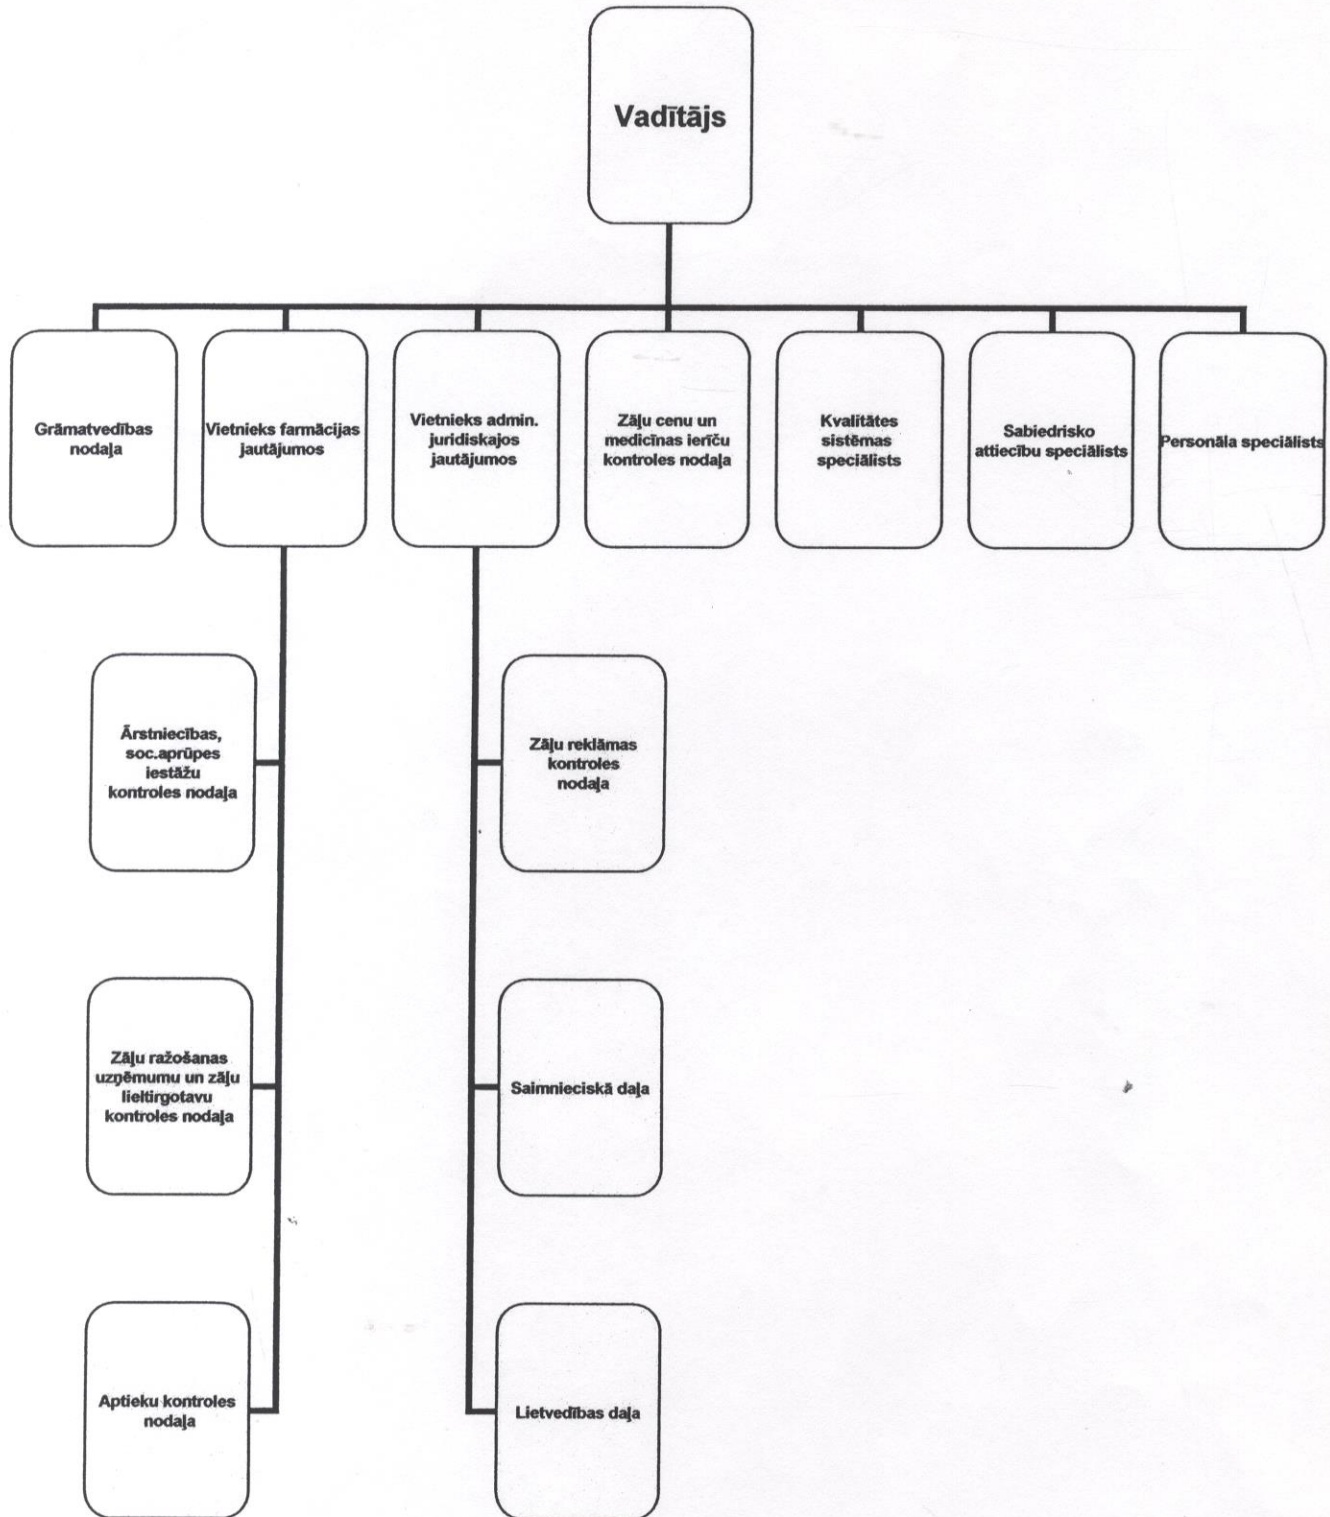 Vadītājs
Grāmatvedības
nodaļa
Vietnieks farmācijas
jautājumos
Vietnieks admin.
juridiskajos
jautājumos
Zāļu cenu un
medicīnas ierīču
kontroles nodaļa
Kvalitātes
sistēmas
speciālists
Sabiedrisko
attiecību speciālists
Personāla speciālists
Ārstniecības,
soc.aprūpes
iestāžu
kontroles nodaļa
Zāļu reklāmas
kontroles
nodaļa
Zāļu ražošanas
uzņēmumu un zāļu
lieltirgotavu
kontroles nodaļa
Saimnieciskā daļa
Aptieku kontroles
nodaļa
Lietvedības daļa